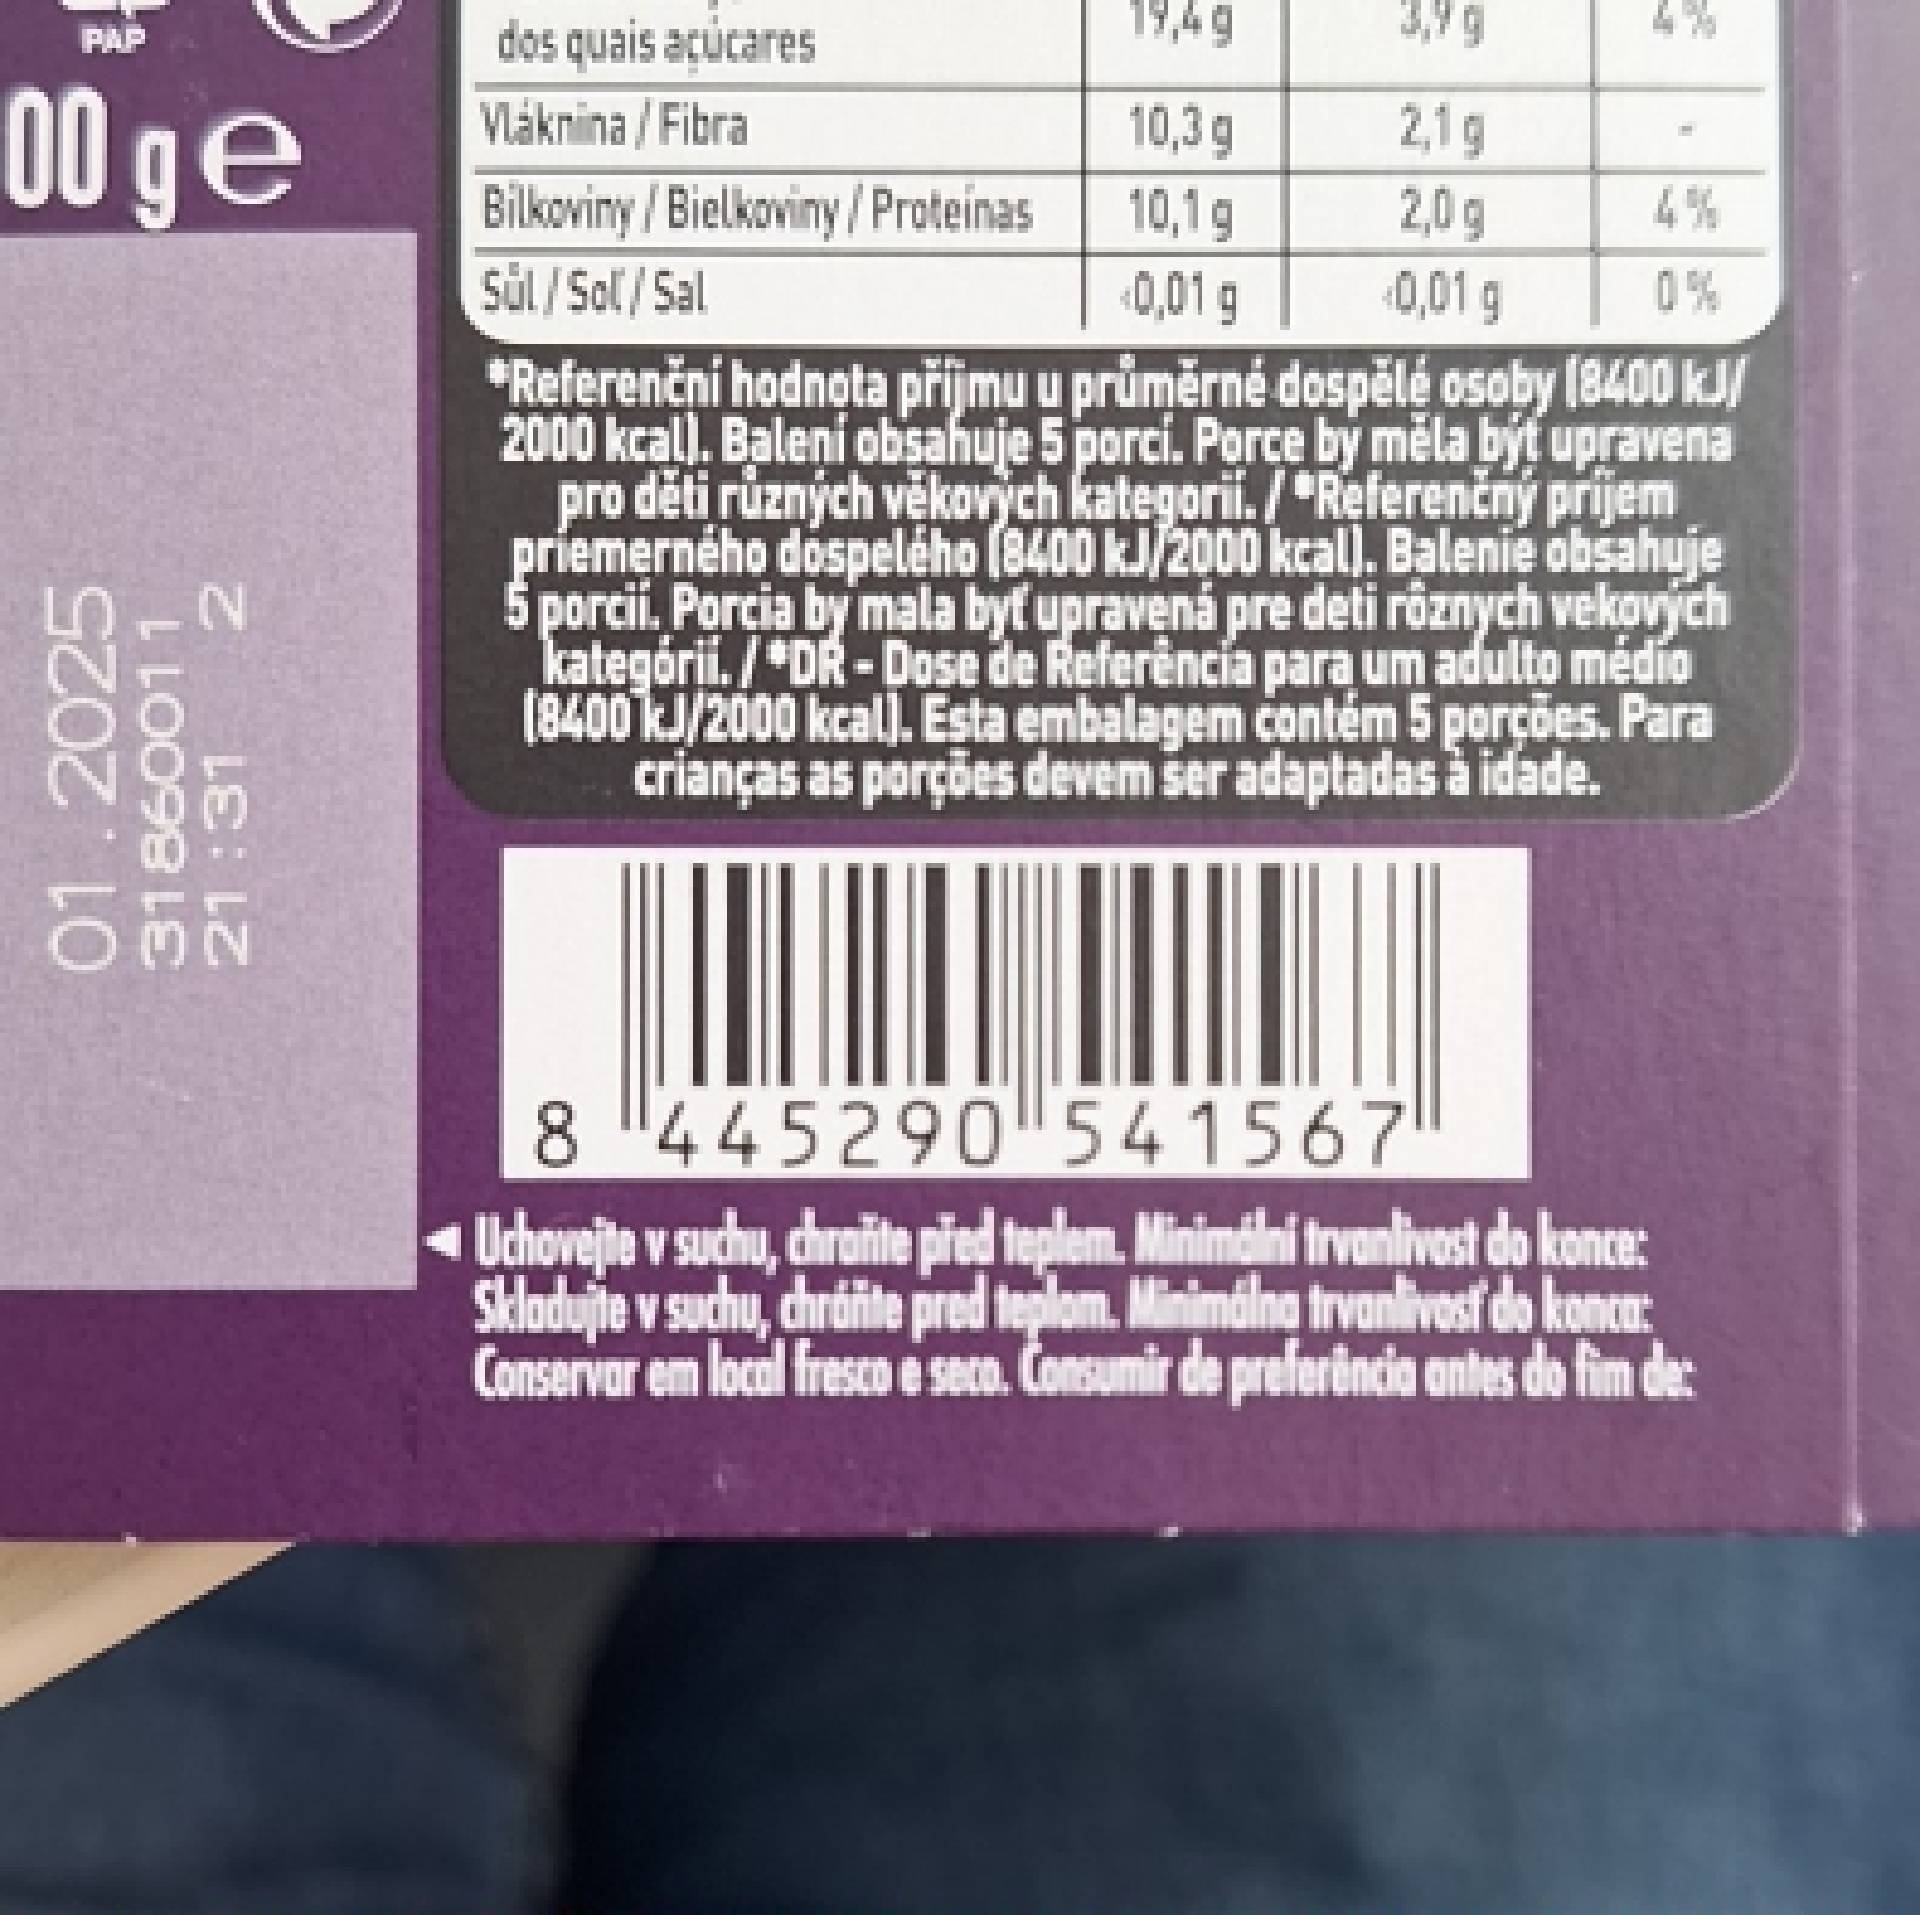 PAP
00 g e
dos quais açúcares 19,4 g 3,9 g 4 %
Vláknina / Fibra 10,3 g 2,1 g -
Bílkoviny / Bielkoviny / Proteínas 10,1 g 2,0 g 4 %
Sůl / Soľ / Sal <0,01 g <0,01 g 0 %
*Referenční hodnota příjmu u průměrné dospělé osoby (8400 kJ/
2000 kcal). Balení obsahuje 5 porcí. Porce by měla být upravena
pro děti různých věkových kategorií. / *Referenčný príjem
priemerného dospelého (8400 kJ/2000 kcal). Balenie obsahuje
5 porcií. Porcia by mala byť upravená pre deti rôznych vekových
kategórií. / *DR - Dose de Referência para um adulto médio
(8400 kJ/2000 kcal). Esta embalagem contém 5 porções. Para
crianças as porções devem ser adaptadas à idade.
01.2025
31860011
21:31 2
8 445290 541567
◄ Uchovejte v suchu, chraňte před teplem. Minimální trvanlivost do konce:
Skladujte v suchu, chráňte pred teplom. Minimálna trvanlivosť do konca:
Conservar em local fresco e seco. Consumir de preferência antes do fim de: